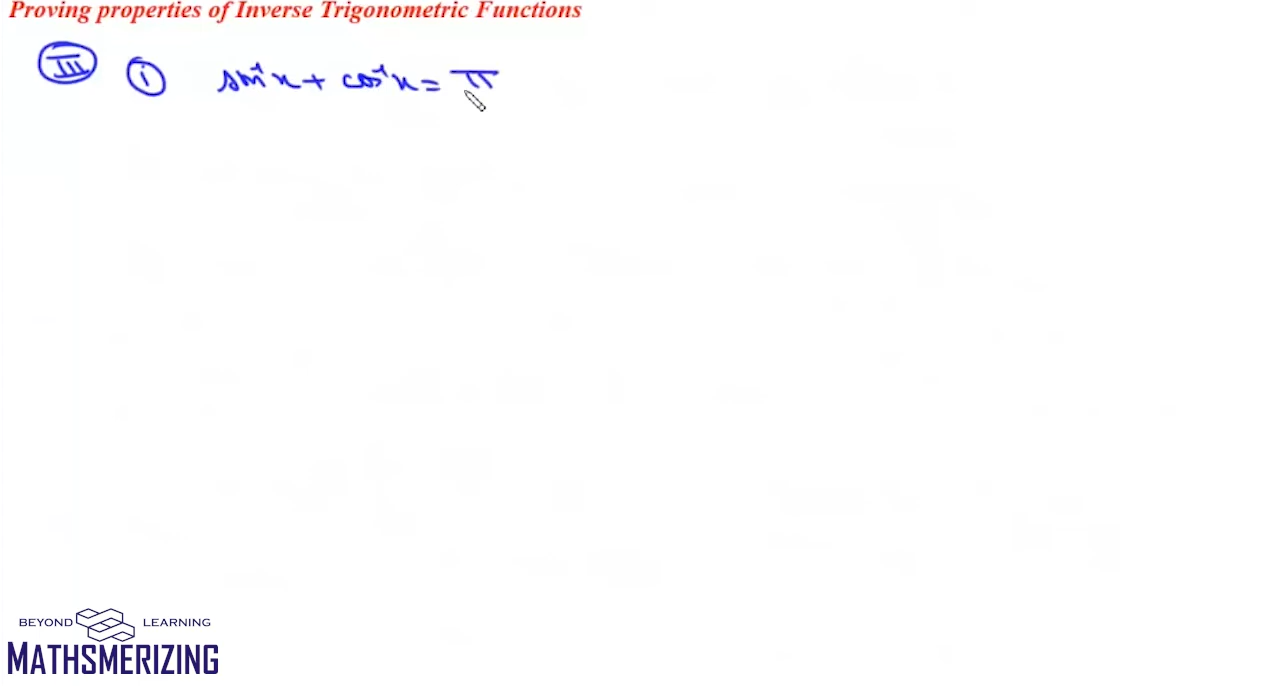 Proving properties of Inverse Trigonometric Functions
III i sin⁻¹x + cos⁻¹x = π
BEYOND LEARNING
MATHSMERIZING